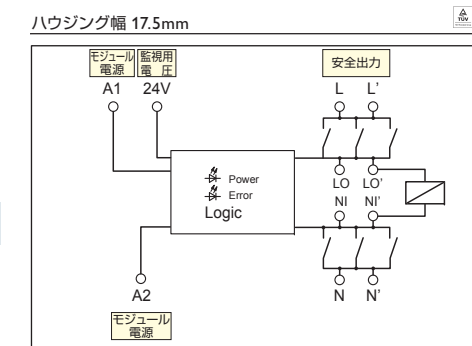 ハウジング幅 17.5mm
TÜV
モジュール
電源
監視用
電 圧
安全出力
A1
24V
L
L'
Power
Error
Logic
LO
LO'
NI
NI'
A2
N
N'
モジュール
電源